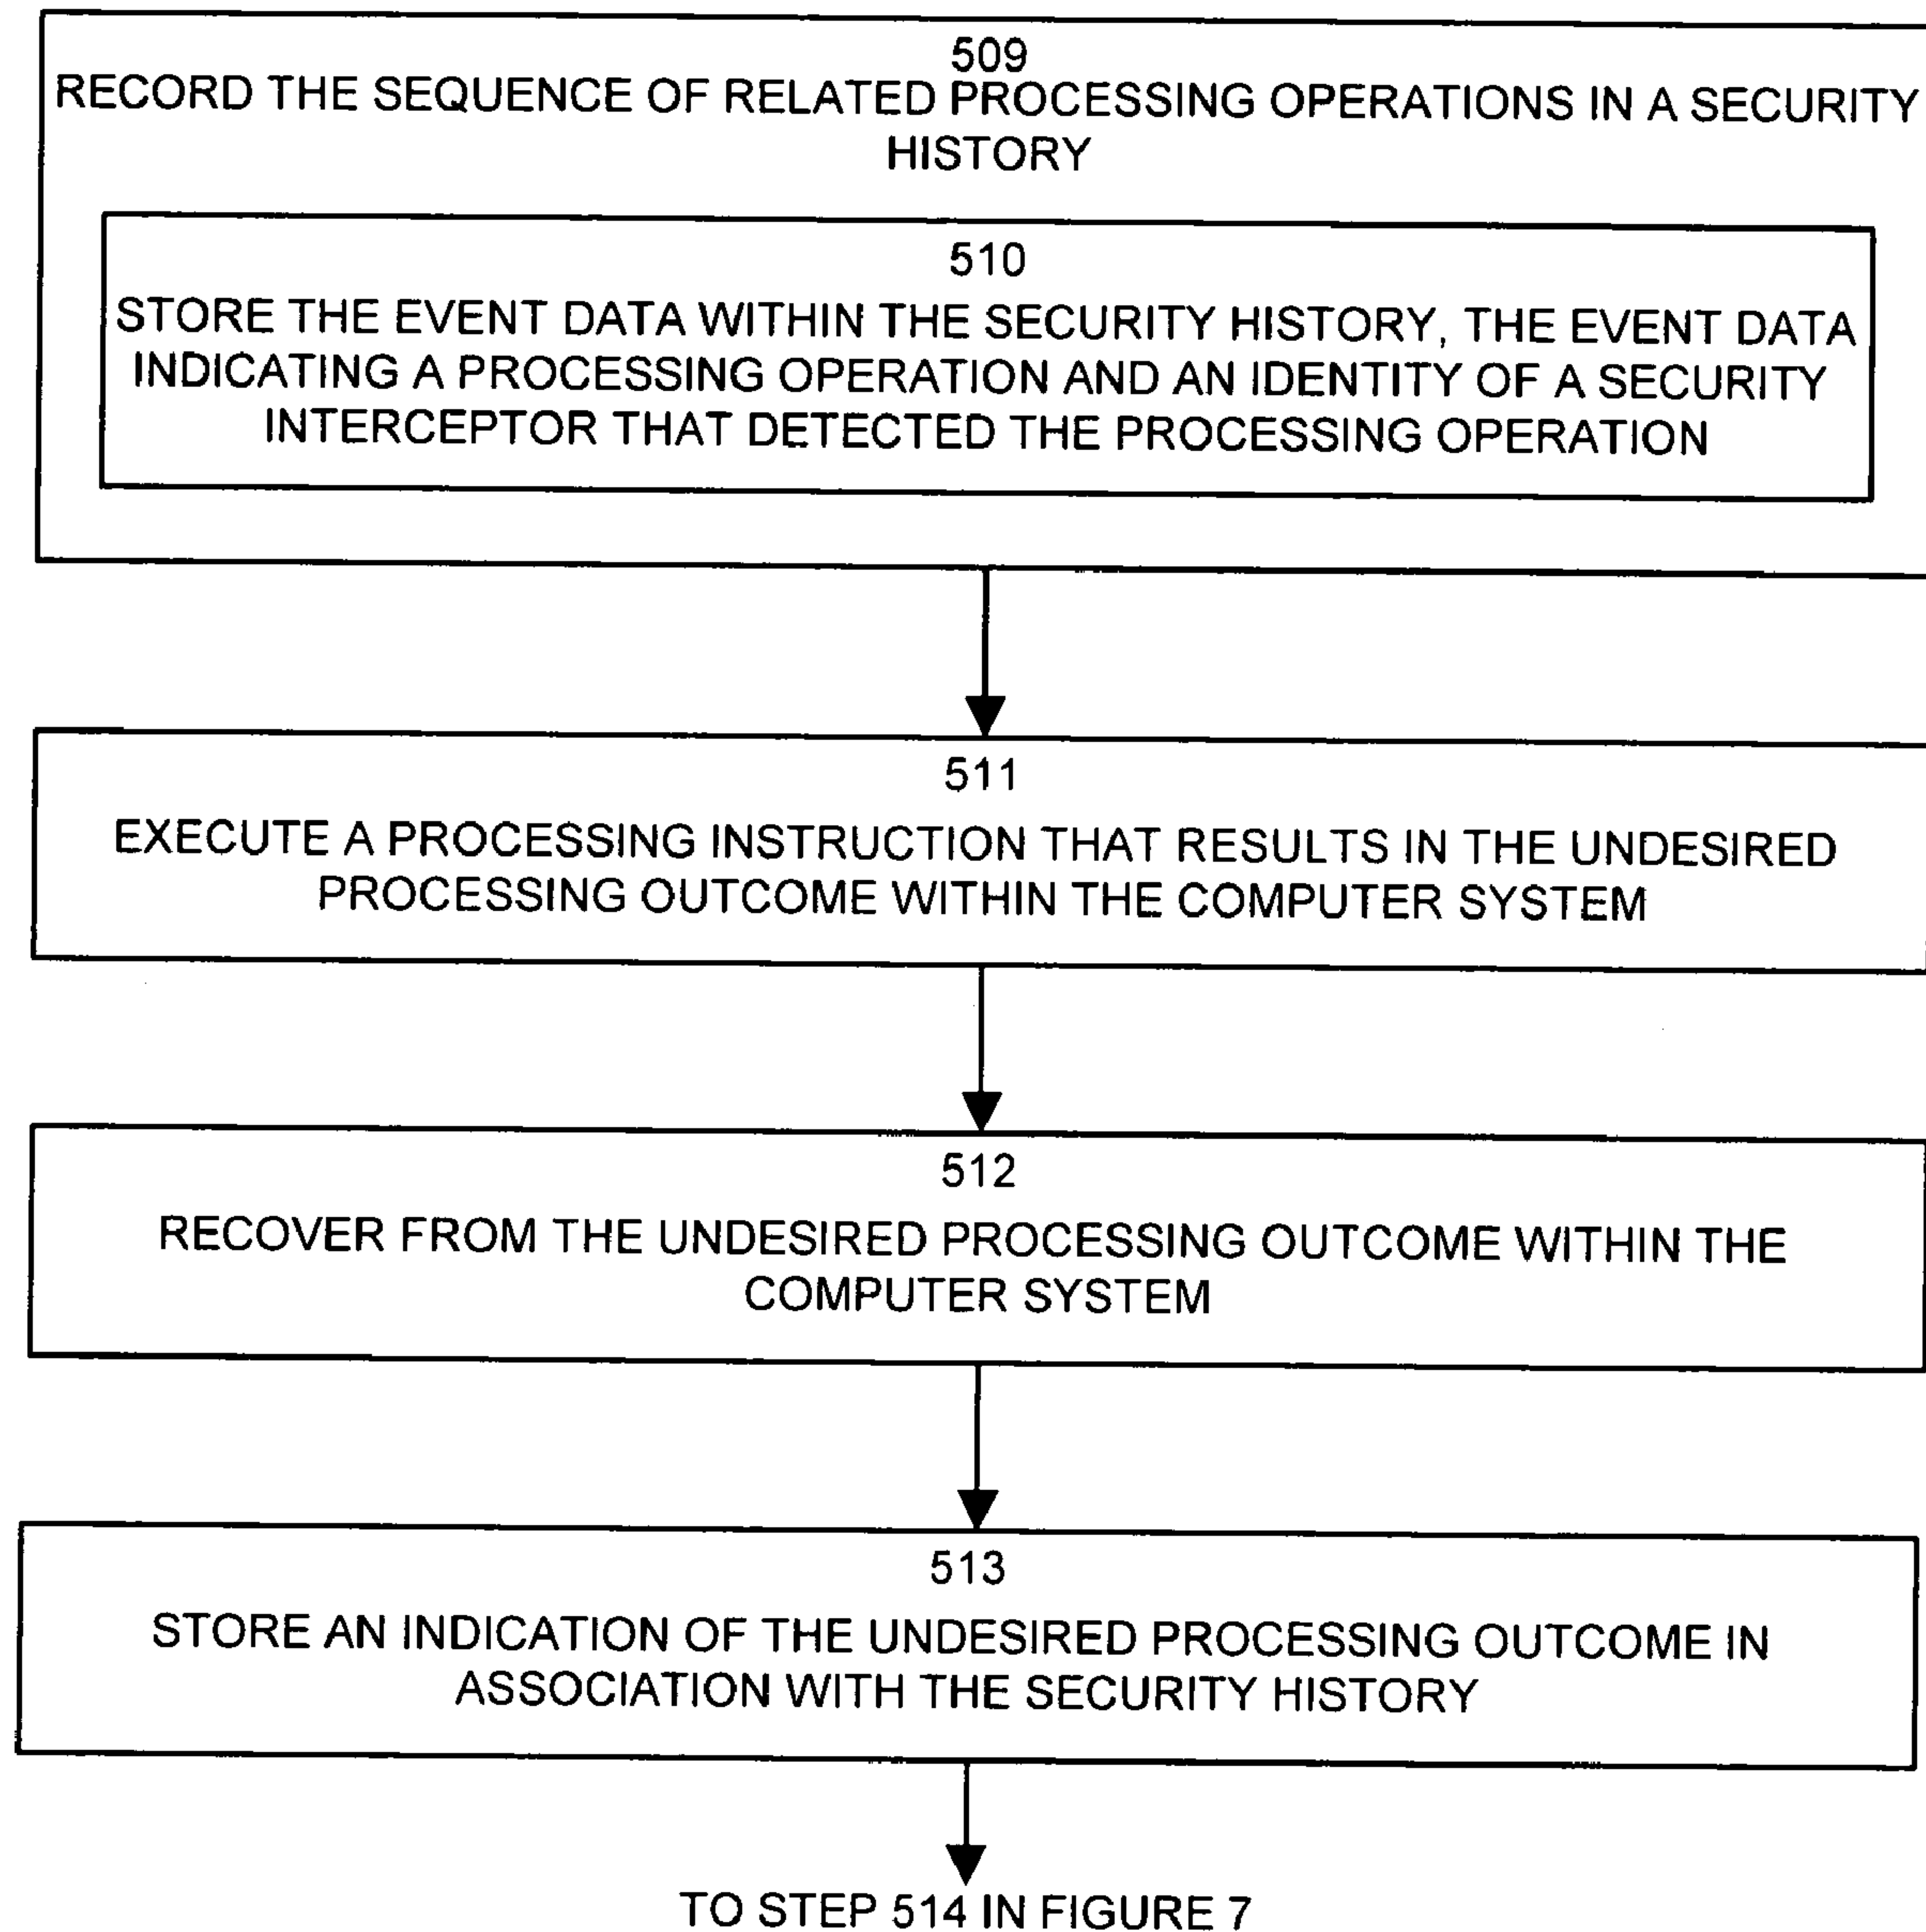 509
RECORD THE SEQUENCE OF RELATED PROCESSING OPERATIONS IN A SECURITY
HISTORY
510
STORE THE EVENT DATA WITHIN THE SECURITY HISTORY, THE EVENT DATA
INDICATING A PROCESSING OPERATION AND AN IDENTITY OF A SECURITY
INTERCEPTOR THAT DETECTED THE PROCESSING OPERATION
511
EXECUTE A PROCESSING INSTRUCTION THAT RESULTS IN THE UNDESIRED
PROCESSING OUTCOME WITHIN THE COMPUTER SYSTEM
512
RECOVER FROM THE UNDESIRED PROCESSING OUTCOME WITHIN THE
COMPUTER SYSTEM
513
STORE AN INDICATION OF THE UNDESIRED PROCESSING OUTCOME IN
ASSOCIATION WITH THE SECURITY HISTORY
TO STEP 514 IN FIGURE 7